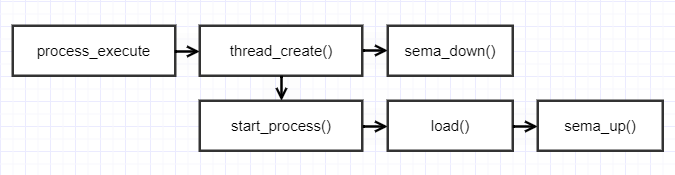 process_execute
thread_create()
sema_down()
start_process()
load()
sema_up()